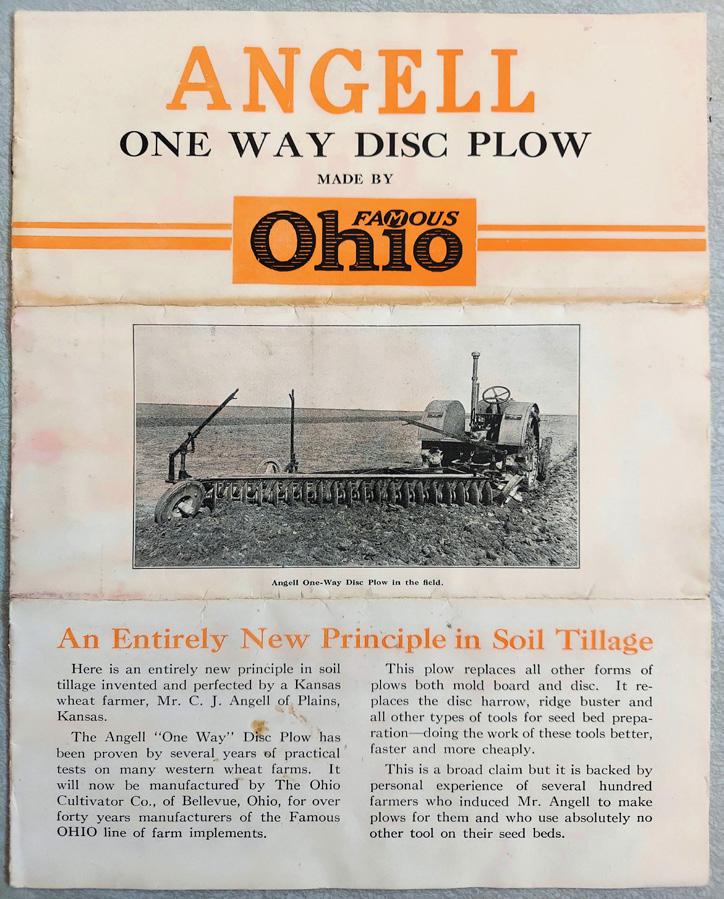 ANGELL
ONE WAY DISC PLOW
MADE BY
FAMOUS
Ohio
Angell One-Way Disc Plow in the field.
An Entirely New Principle in Soil Tillage
Here is an entirely new principle in soil
tillage invented and perfected by a Kansas
wheat farmer, Mr. C. J. Angell of Plains,
Kansas.
The Angell "One Way" Disc Plow has
been proven by several years of practical
tests on many western wheat farms. It
will now be manufactured by The Ohio
Cultivator Co., of Bellevue, Ohio, for over
forty years manufacturers of the Famous
OHIO line of farm implements.
This plow replaces all other forms of
plows both mold board and disc. It re-
places the disc harrow, ridge buster and
all other types of tools for seed bed prepa-
ration—doing the work of these tools better,
faster and more cheaply.
This is a broad claim but it is backed by
personal experience of several hundred
farmers who induced Mr. Angell to make
plows for them and who use absolutely no
other tool on their seed beds.